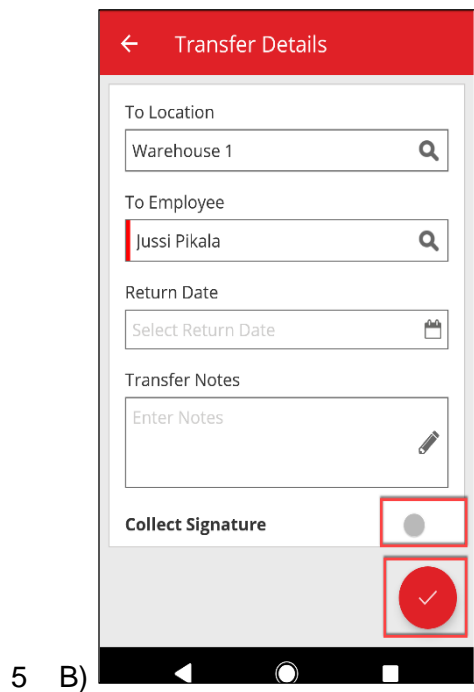 Transfer Details
To Location
Warehouse 1
To Employee
Jussi Pikala
Return Date
Select Return Date
Transfer Notes
Enter Notes
Collect Signature
5 B)